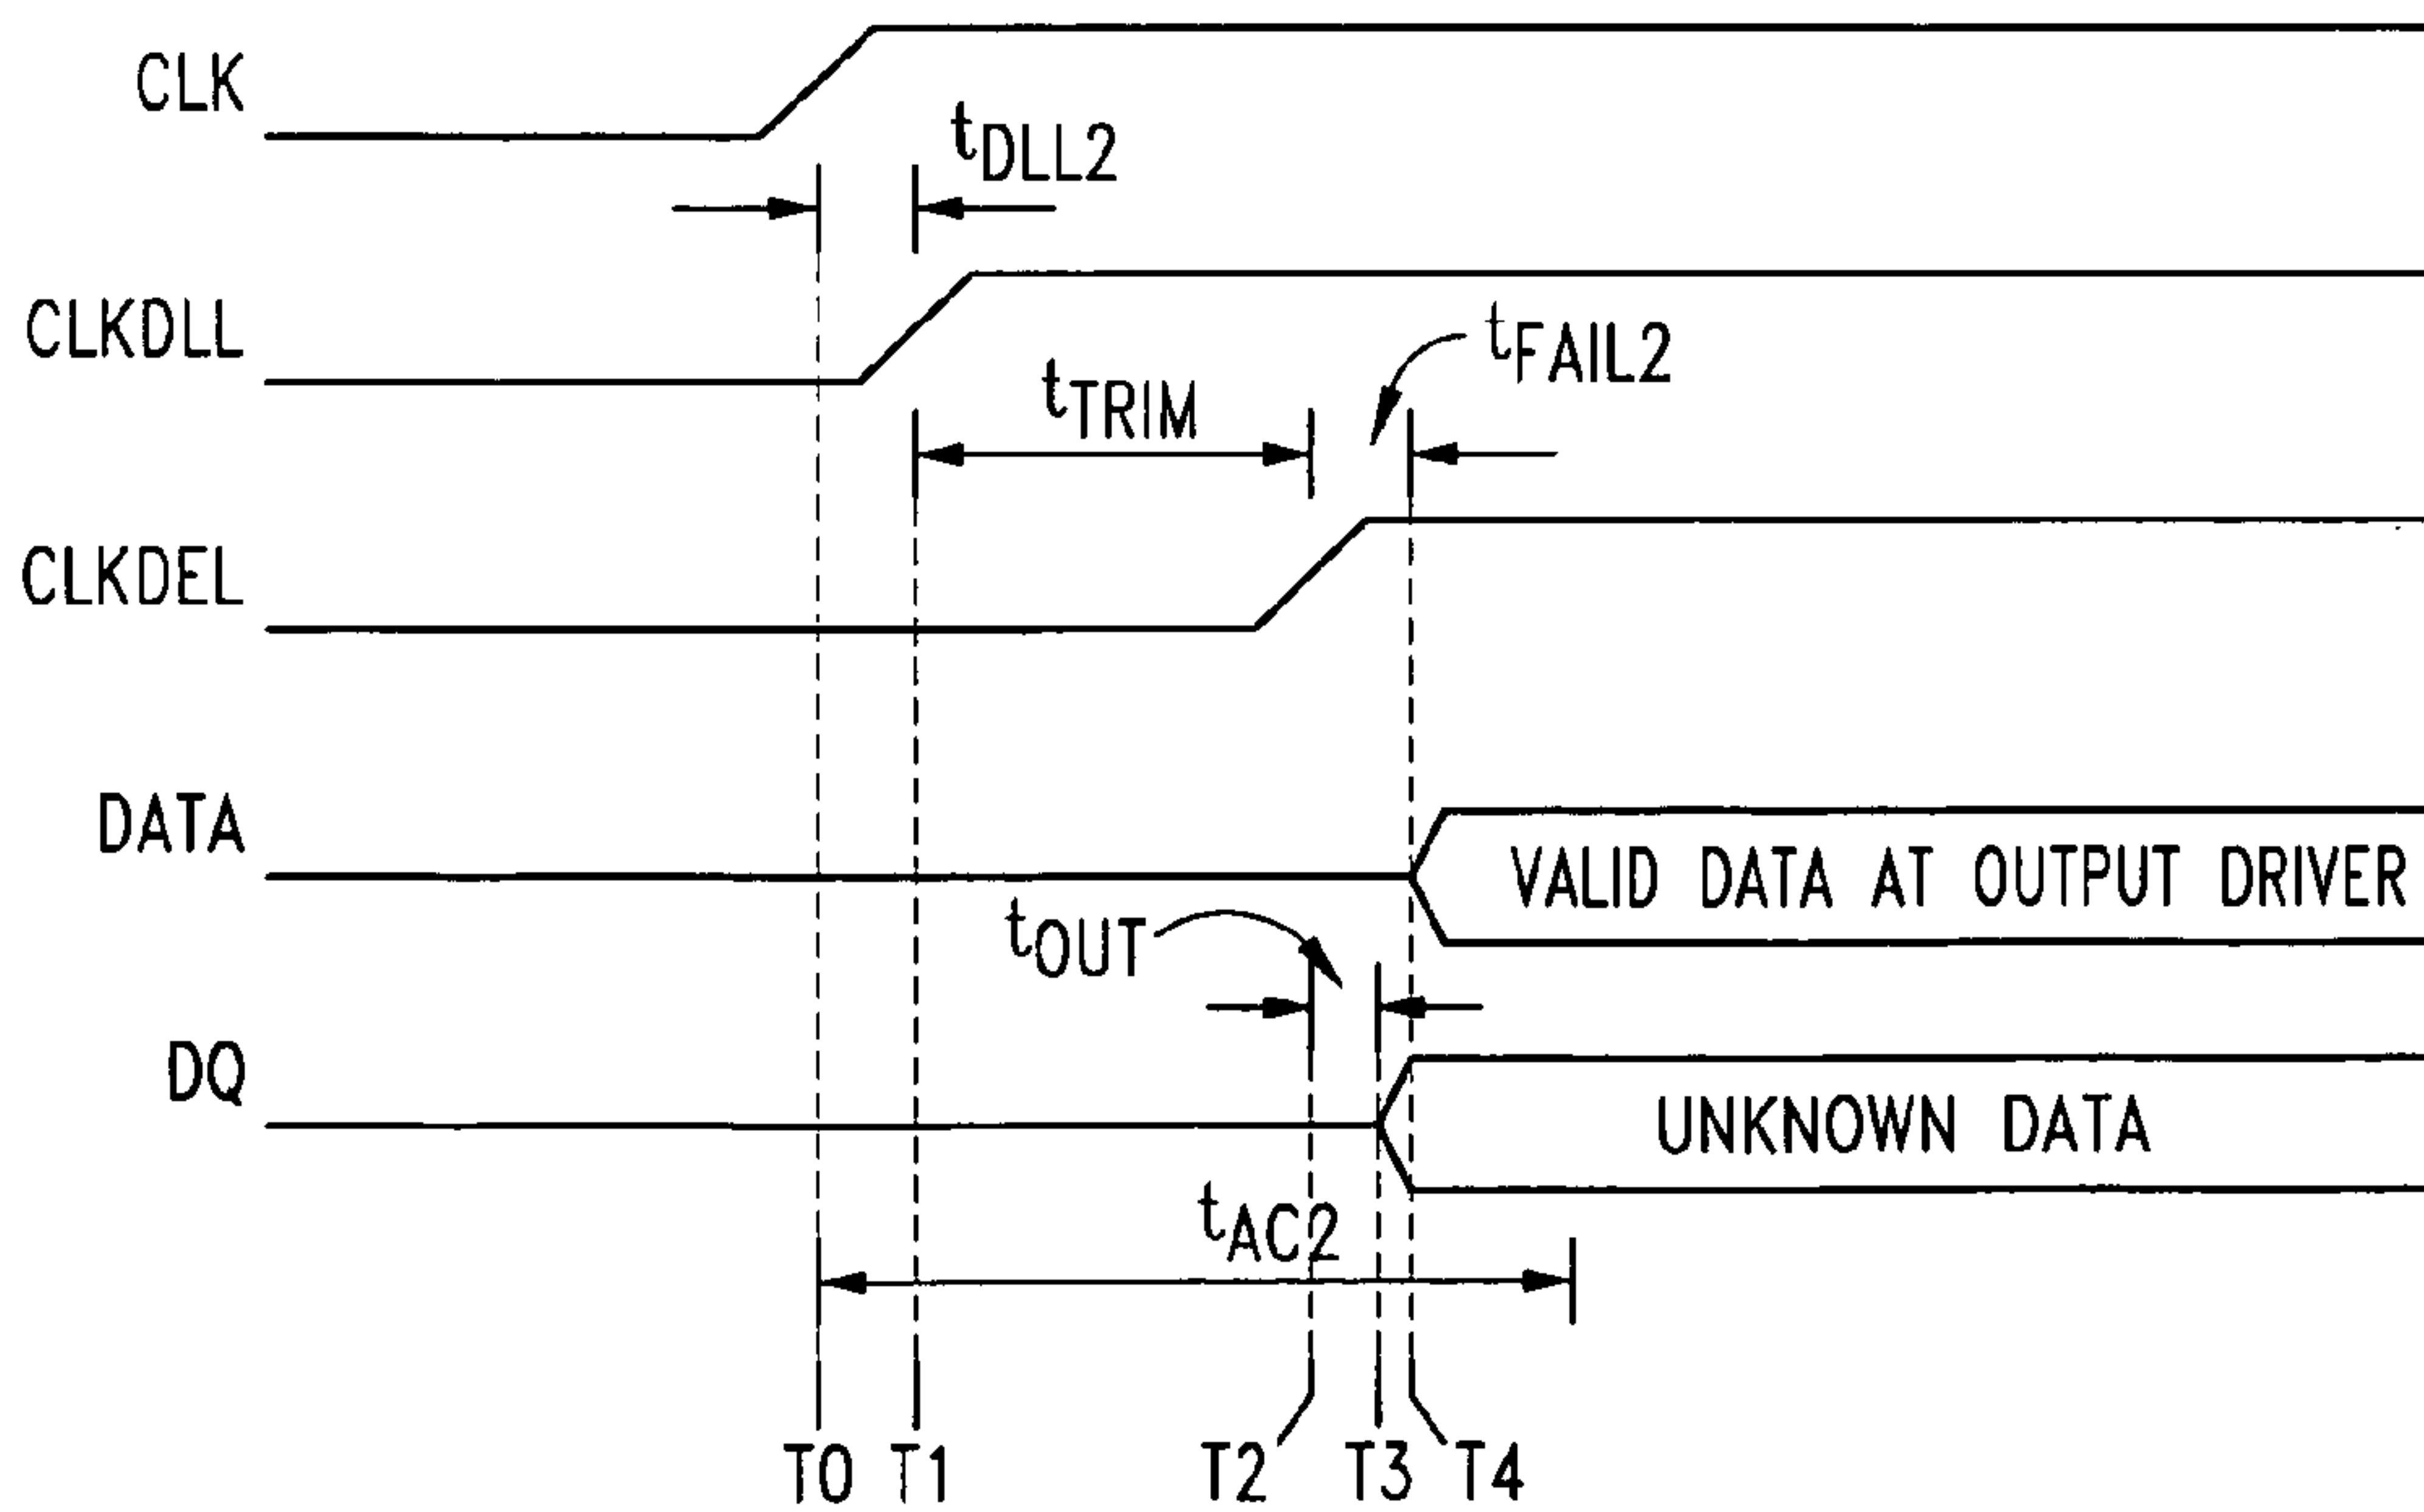 CLK
tDLL2
CLKDLL
tFAIL2
tTRIM
CLKDEL
DATA
VALID DATA AT OUTPUT DRIVER
tOUT
DQ
UNKNOWN DATA
tAC2
T0 T1 T2 T3 T4